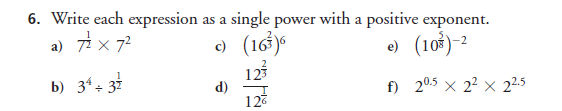 6. Write each expression as a single power with a positive exponent.
a) 7^{1/2} × 7^2 c) (16^{2/3})^6 e) (10^{5/3})^{-2}
b) 3^4 ÷ 3^{1/2} d) \frac{12^{2/3}}{12^{1/6}} f) 2^{0.5} × 2^2 × 2^{2.5}